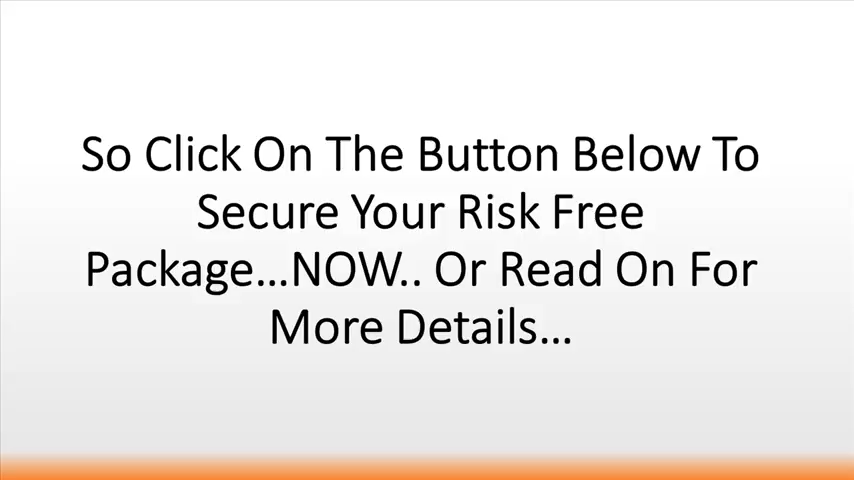 So Click On The Button Below To
Secure Your Risk Free
Package...NOW.. Or Read On For
More Details...